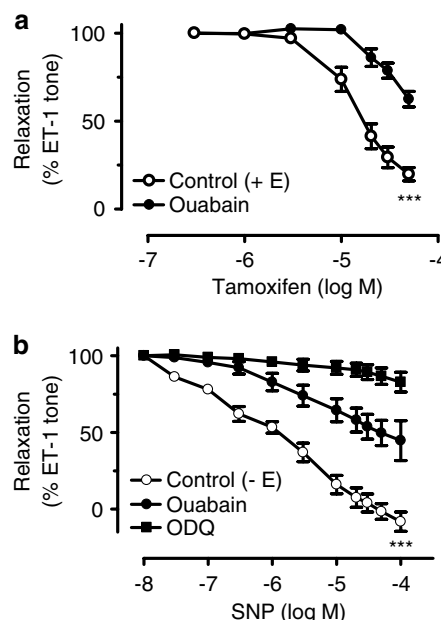 a
Relaxation
(% ET-1 tone)
100
50
0
Control (+ E)
Ouabain
***
-7
-6
-5
-4
Tamoxifen (log M)
b
Relaxation
(% ET-1 tone)
100
50
0
Control (- E)
Ouabain
ODQ
***
-8
-7
-6
-5
-4
SNP (log M)